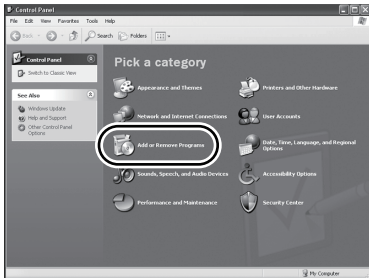 Control Panel
File Edit View Favorites Tools Help
Back Search Folders
Control Panel
Switch to Classic View
See Also
Windows Update
Help and Support
Other Control Panel
Options
Pick a category
Appearance and Themes
Printers and Other Hardware
Network and Internet Connections
User Accounts
Add or Remove Programs
Date, Time, Language, and Regional
Options
Sounds, Speech, and Audio Devices
Accessibility Options
Performance and Maintenance
Security Center
My Computer